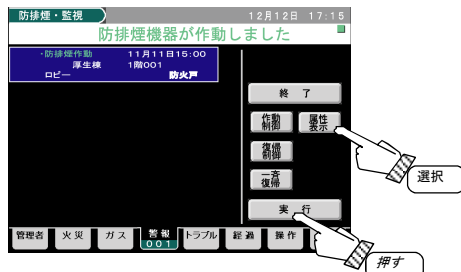 防排煙・監視 12月12日 17:15
防排煙機器が作動しました
・防排煙作動 11月11日15:00
厚生棟 1階001
ロビー 防火戸
終 了
作動制御 属性表示
復帰制御
一斉復帰
実 行
選択
管理者 火災 ガス 警報001 トラブル 経過 操作
押す